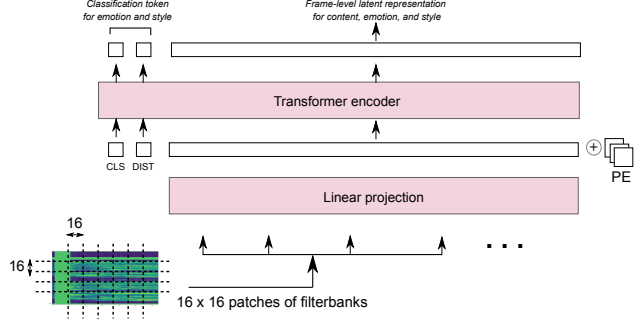 Classification token
for emotion and style
Frame-level latent representation
for content, emotion, and style
Transformer encoder
CLS
DIST
+
PE
Linear projection
16
16
16 x 16 patches of filterbanks
. . .